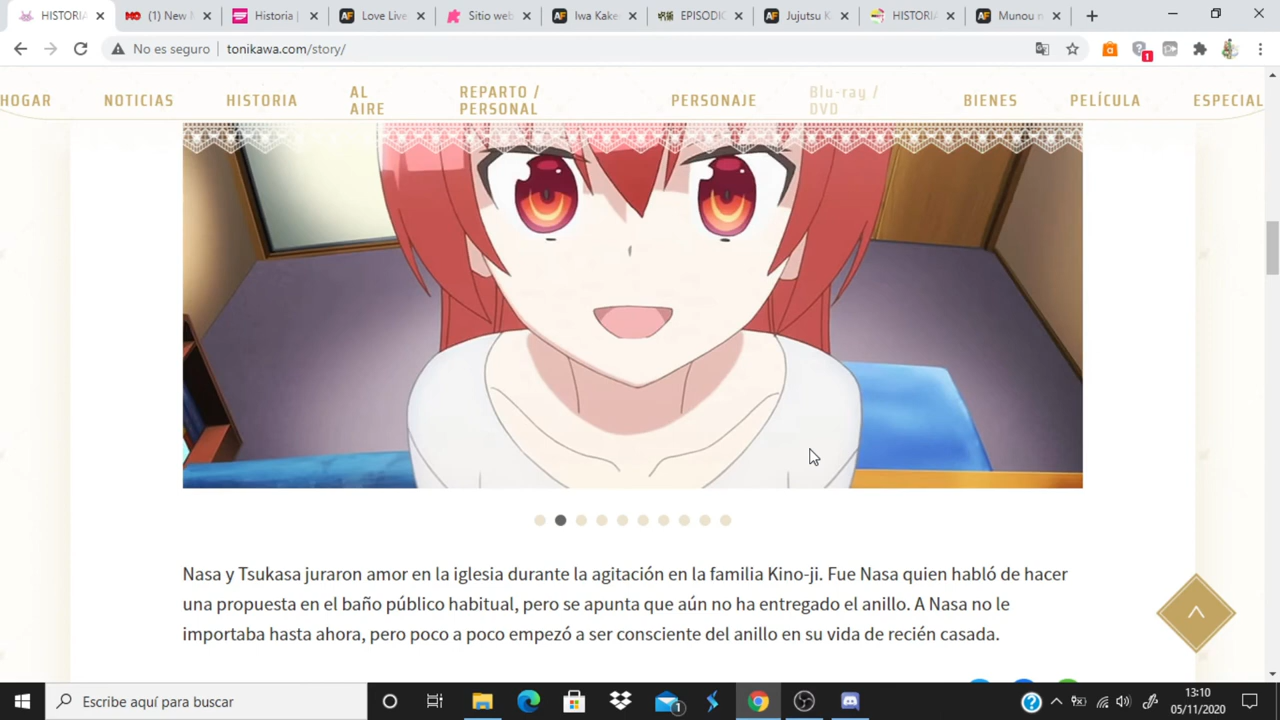 HISTORIA
(1) New M
Historia |
Love Live
Sitio web
Iwa Kake
EPISODIO
Jujutsu K
HISTORIA
Munou n
No es seguro
tonikawa.com/story/
1
HOGAR
NOTICIAS
HISTORIA
AL
AIRE
REPARTO /
PERSONAL
PERSONAJE
Blu-ray /
DVD
BIENES
PELÍCULA
ESPECIAL
Nasa y Tsukasa juraron amor en la iglesia durante la agitación en la familia Kino-ji. Fue Nasa quien habló de hacer
una propuesta en el baño público habitual, pero se apunta que aún no ha entregado el anillo. A Nasa no le
importaba hasta ahora, pero poco a poco empezó a ser consciente del anillo en su vida de recién casada.
Escribe aquí para buscar
1
13:10
05/11/2020